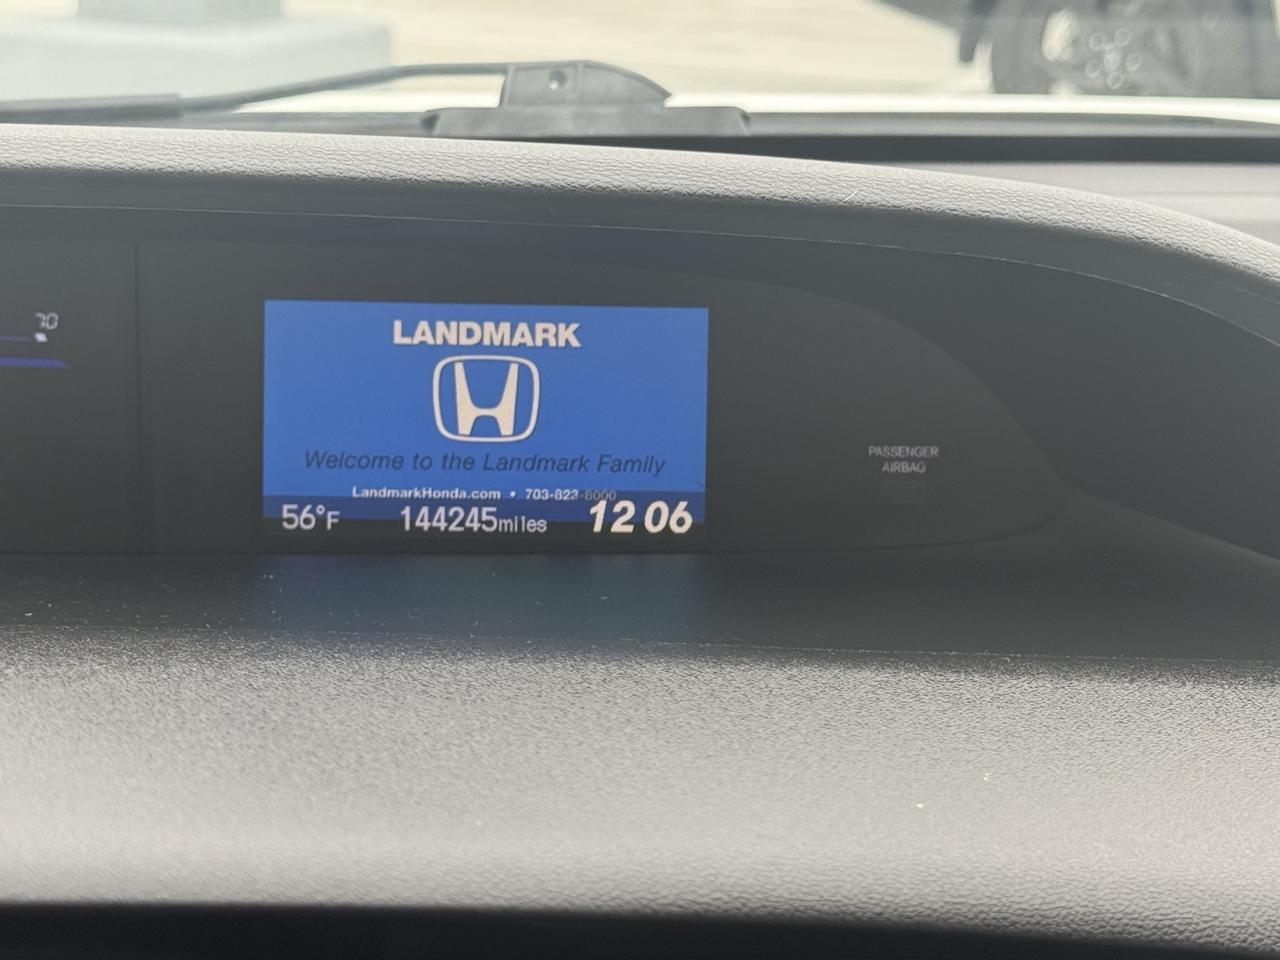 70
LANDMARK
Welcome to the Landmark Family
LandmarkHonda.com • 703-823-8000
56°F 144245miles 12 06
PASSENGER
AIRBAG